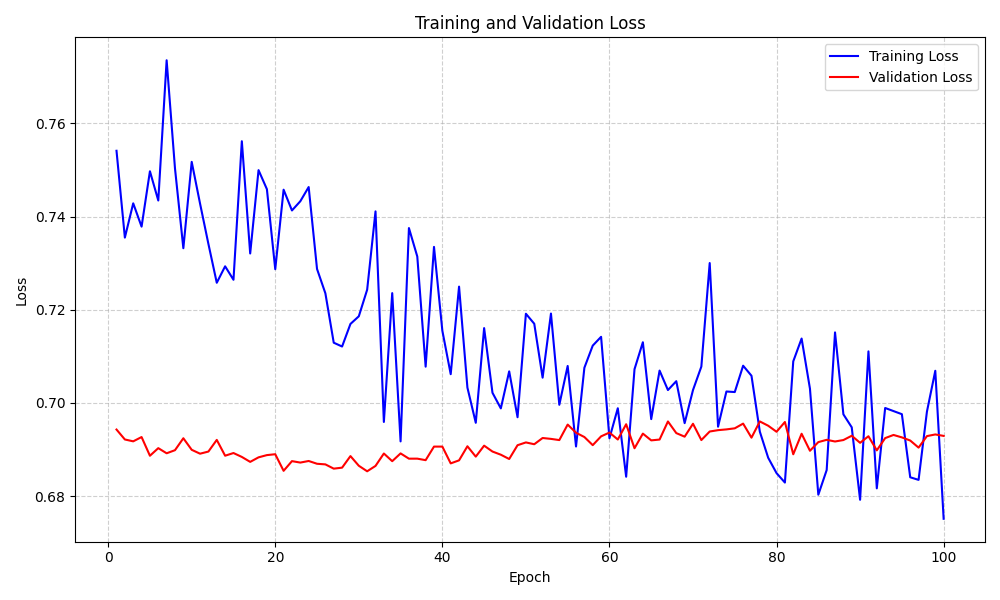 Training and Validation Loss
Training Loss
Validation Loss
Loss
0.76
0.74
0.72
0.70
0.68
0 20 40 60 80 100
Epoch